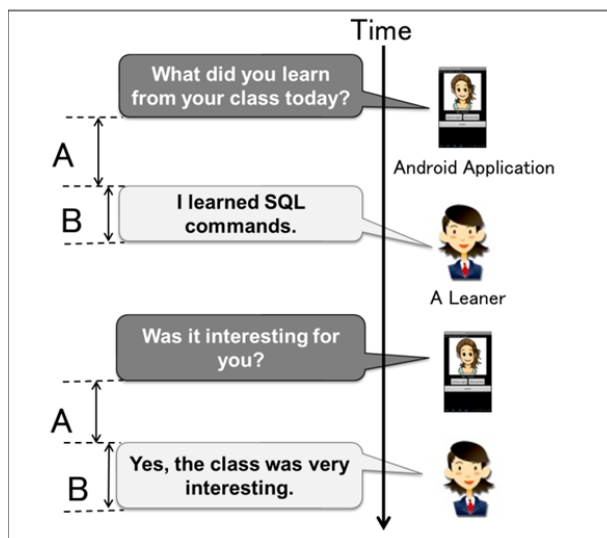 Time
What did you learn
from your class today?
A
Android Application
B
I learned SQL
commands.
A Leaner
Was it interesting for
you?
A
B
Yes, the class was very
interesting.